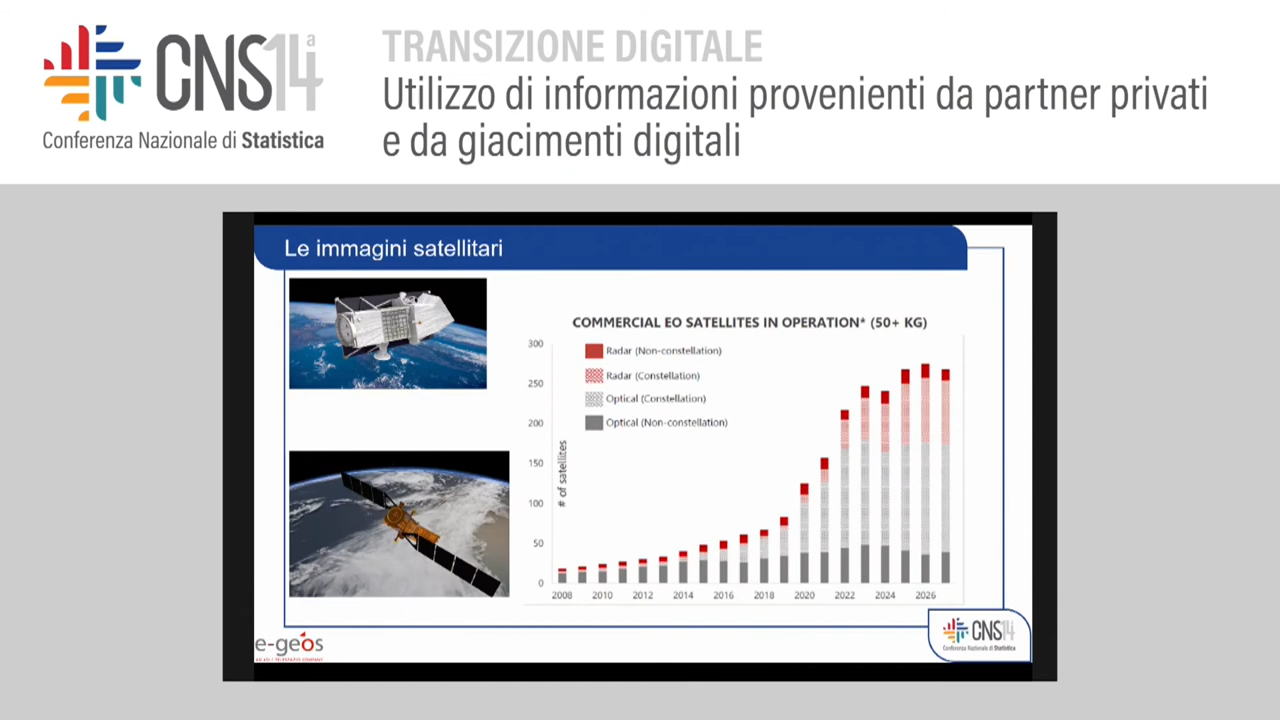 CNS14ª
Conferenza Nazionale di Statistica
TRANSIZIONE DIGITALE
Utilizzo di informazioni provenienti da partner privati
e da giacimenti digitali
Le immagini satellitari
COMMERCIAL EO SATELLITES IN OPERATION* (50+ KG)
Radar (Non-constellation)
Radar (Constellation)
Optical (Constellation)
Optical (Non-constellation)
# of satellites
300
250
200
150
100
50
0
2008 2010 2012 2014 2016 2018 2020 2022 2024 2026
e-geos
CNS14
Conferenza Nazionale di Statistica